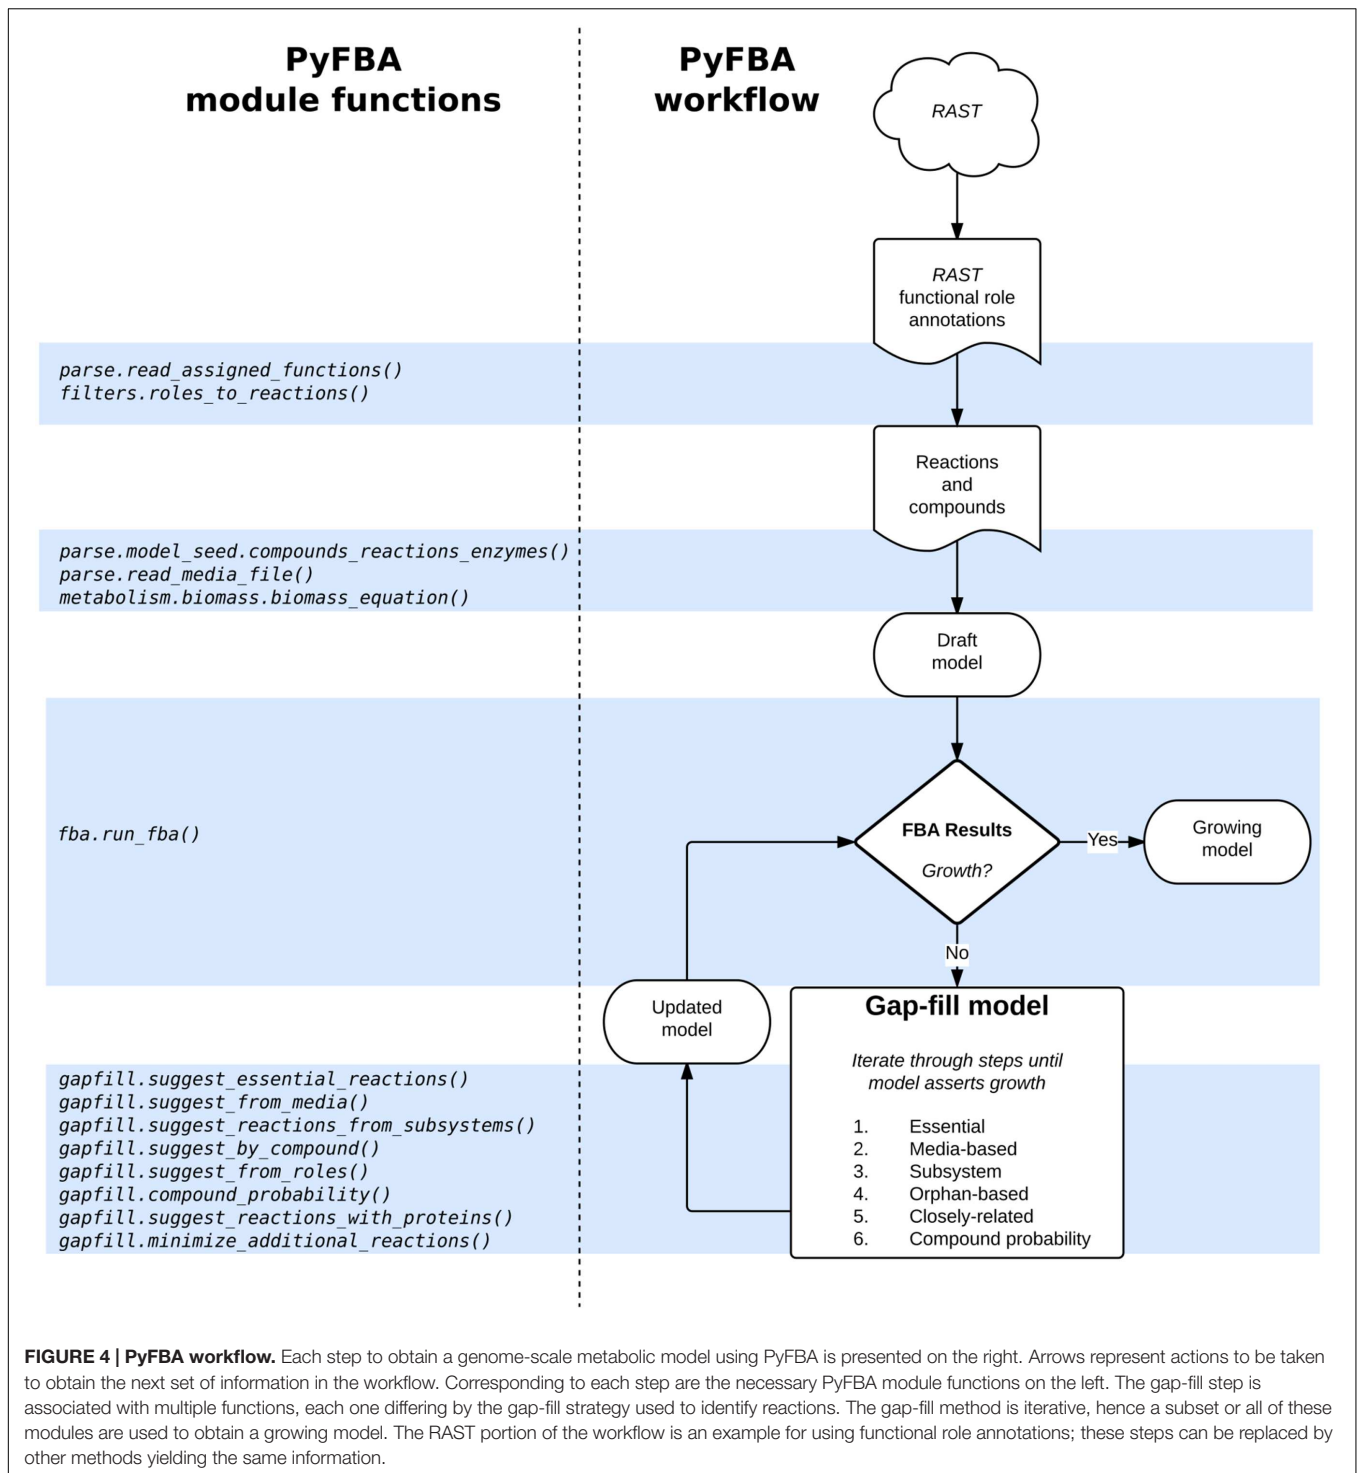 PyFBA
module functions
PyFBA
workflow
RAST
RAST
functional role
annotations
parse.read_assigned_functions()
filters.roles_to_reactions()
Reactions
and
compounds
parse.model_seed.compounds_reactions_enzymes()
parse.read_media_file()
metabolism.biomass.biomass_equation()
Draft
model
fba.run_fba()
FBA Results
Growth?
Yes
Growing
model
No
Updated
model
Gap-fill model
Iterate through steps until
model asserts growth
1. Essential
2. Media-based
3. Subsystem
4. Orphan-based
5. Closely-related
6. Compound probability
gapfill.suggest_essential_reactions()
gapfill.suggest_from_media()
gapfill.suggest_reactions_from_subsystems()
gapfill.suggest_by_compound()
gapfill.suggest_from_roles()
gapfill.compound_probability()
gapfill.suggest_reactions_with_proteins()
gapfill.minimize_additional_reactions()
FIGURE 4 | PyFBA workflow. Each step to obtain a genome-scale metabolic model using PyFBA is presented on the right. Arrows represent actions to be taken
to obtain the next set of information in the workflow. Corresponding to each step are the necessary PyFBA module functions on the left. The gap-fill step is
associated with multiple functions, each one differing by the gap-fill strategy used to identify reactions. The gap-fill method is iterative, hence a subset or all of these
modules are used to obtain a growing model. The RAST portion of the workflow is an example for using functional role annotations; these steps can be replaced by
other methods yielding the same information.